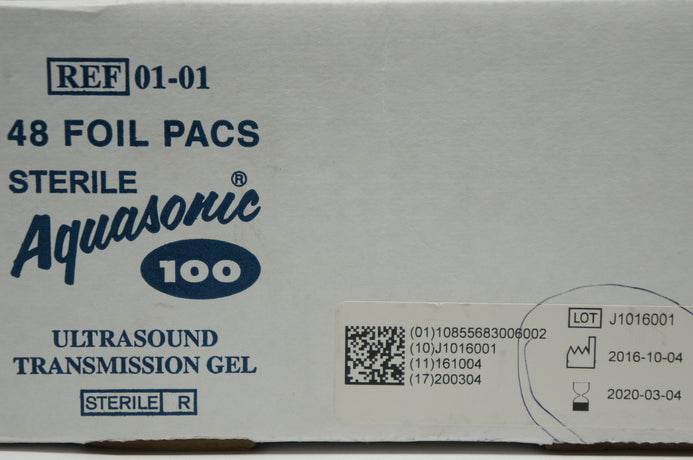 REF 01-01
48 FOIL PACS
STERILE
Aquasonic®
100
ULTRASOUND
TRANSMISSION GEL
STERILE R
(01)10855683006002
(10)J1016001
(11)161004
(17)200304
LOT J1016001
2016-10-04
2020-03-04